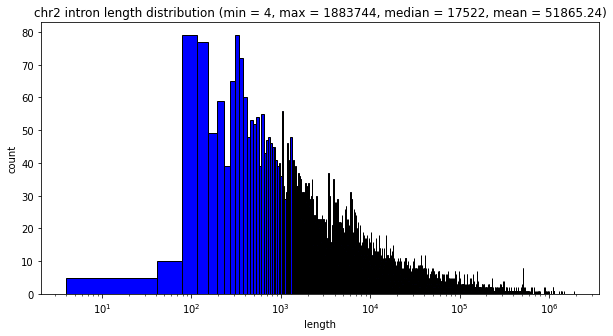 chr2 intron length distribution (min = 4, max = 1883744, median = 17522, mean = 51865.24)
80
70
60
50
40
30
20
10
0
count
10¹ 10² 10³ 10⁴ 10⁵ 10⁶
length